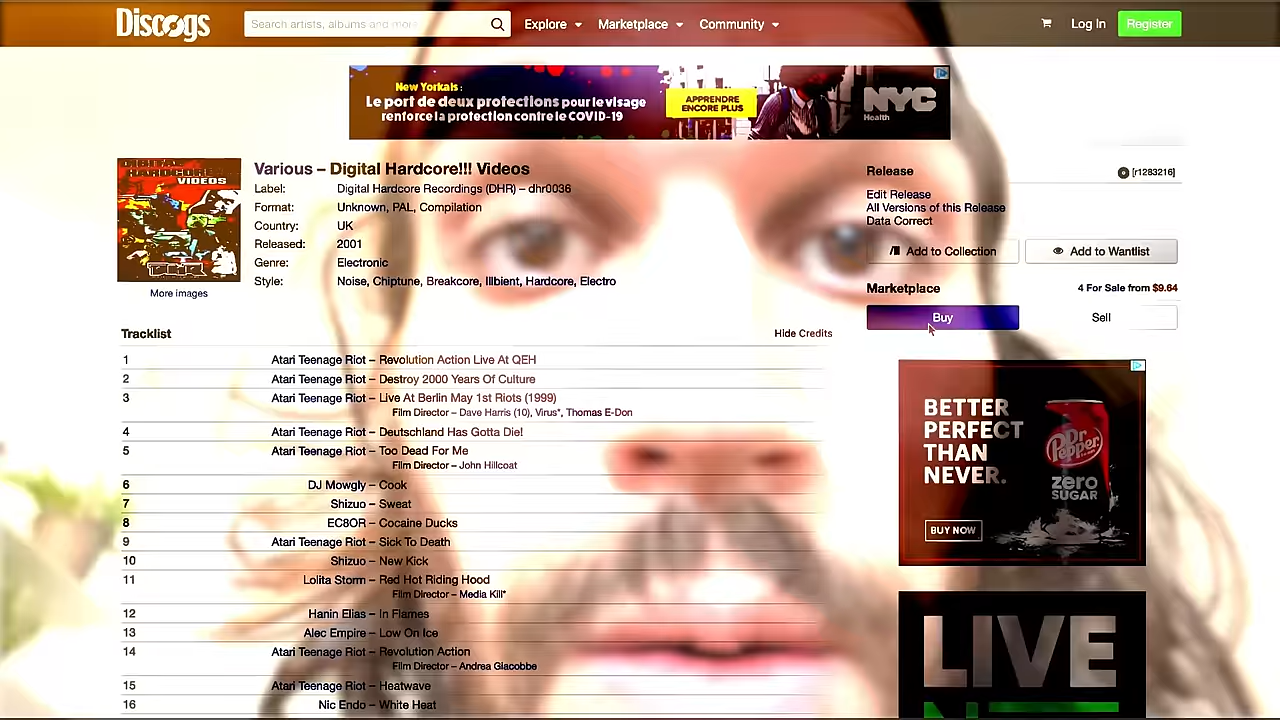 Discogs
Search artists, albums and more
Explore
Marketplace
Community
Log In
Register
New Yorkais :
Le port de deux protections pour le visage
renforce la protection contre le COVID-19
APPRENDRE
ENCORE PLUS
NYC
Health
DIGITAL
HARDCORE
VIDEOS
More images
Various – Digital Hardcore!!! Videos
Label: Digital Hardcore Recordings (DHR) – dhr0036
Format: Unknown, PAL, Compilation
Country: UK
Released: 2001
Genre: Electronic
Style: Noise, Chiptune, Breakcore, Illbient, Hardcore, Electro
Release
[r1283216]
Edit Release
All Versions of this Release
Data Correct
Add to Collection
Add to Wantlist
Marketplace
4 For Sale from $9.64
Buy
Sell
Tracklist
Hide Credits
1 Atari Teenage Riot – Revolution Action Live At QEH
2 Atari Teenage Riot – Destroy 2000 Years Of Culture
3 Atari Teenage Riot – Live At Berlin May 1st Riots (1999)
Film Director – Dave Harris (10), Virus*, Thomas E-Don
4 Atari Teenage Riot – Deutschland Has Gotta Die!
5 Atari Teenage Riot – Too Dead For Me
Film Director – John Hillcoat
6 DJ Mowgly – Cook
7 Shizuo – Sweat
8 EC8OR – Cocaine Ducks
9 Atari Teenage Riot – Sick To Death
10 Shizuo – New Kick
11 Lolita Storm – Red Hot Riding Hood
Film Director – Media Kill*
12 Hanin Elias – In Flames
13 Alec Empire – Low On Ice
14 Atari Teenage Riot – Revolution Action
Film Director – Andrea Giacobbe
15 Atari Teenage Riot – Heatwave
16 Nic Endo – White Heat
BETTER
PERFECT
THAN
NEVER.
Dr Pepper
zero
SUGAR
BUY NOW
LIVE